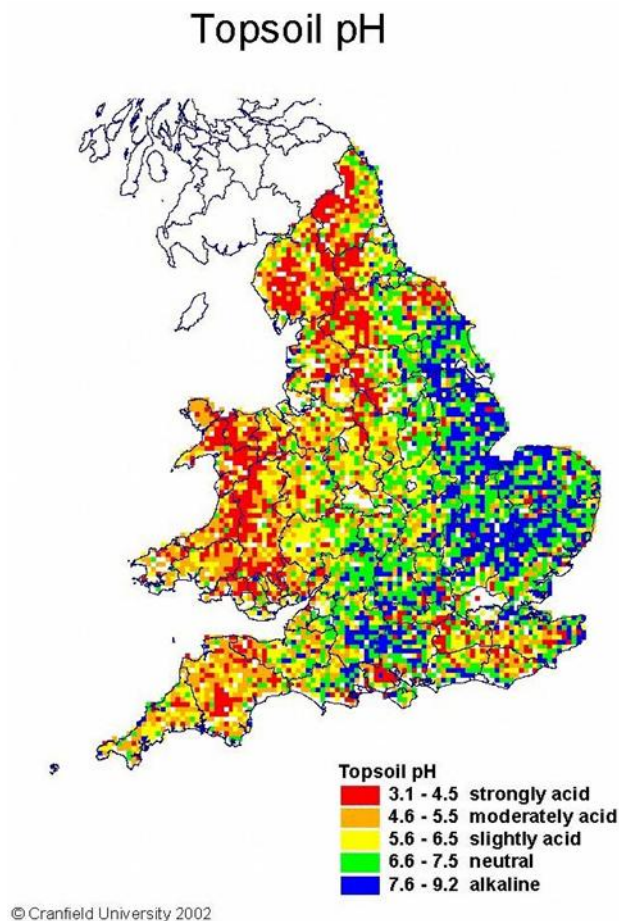 Topsoil pH
Topsoil pH
3.1 - 4.5 strongly acid
4.6 - 5.5 moderately acid
5.6 - 6.5 slightly acid
6.6 - 7.5 neutral
7.6 - 9.2 alkaline
© Cranfield University 2002